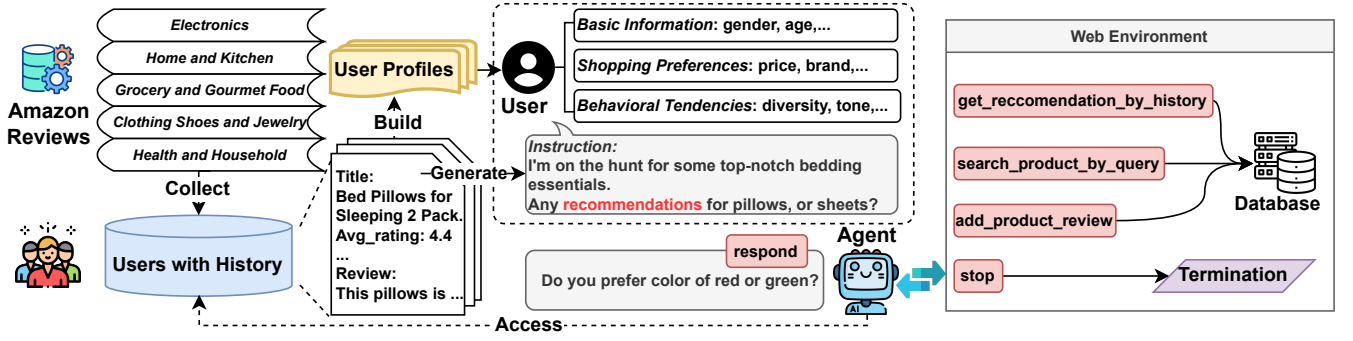 Amazon
Reviews
Electronics
Home and Kitchen
Grocery and Gourmet Food
Clothing Shoes and Jewelry
Health and Household
Collect
Users with History
User Profiles
Build
Title:
Bed Pillows for
Sleeping 2 Pack.
Avg_rating: 4.4
...
Review:
This pillows is ...
Generate
User
Basic Information: gender, age,...
Shopping Preferences: price, brand,...
Behavioral Tendencies: diversity, tone,...
Instruction:
I'm on the hunt for some top-notch bedding
essentials.
Any recommendations for pillows, or sheets?
respond
Do you prefer color of red or green?
Agent
AI
Access
Web Environment
get_reccomendation_by_history
search_product_by_query
add_product_review
stop
Database
Termination